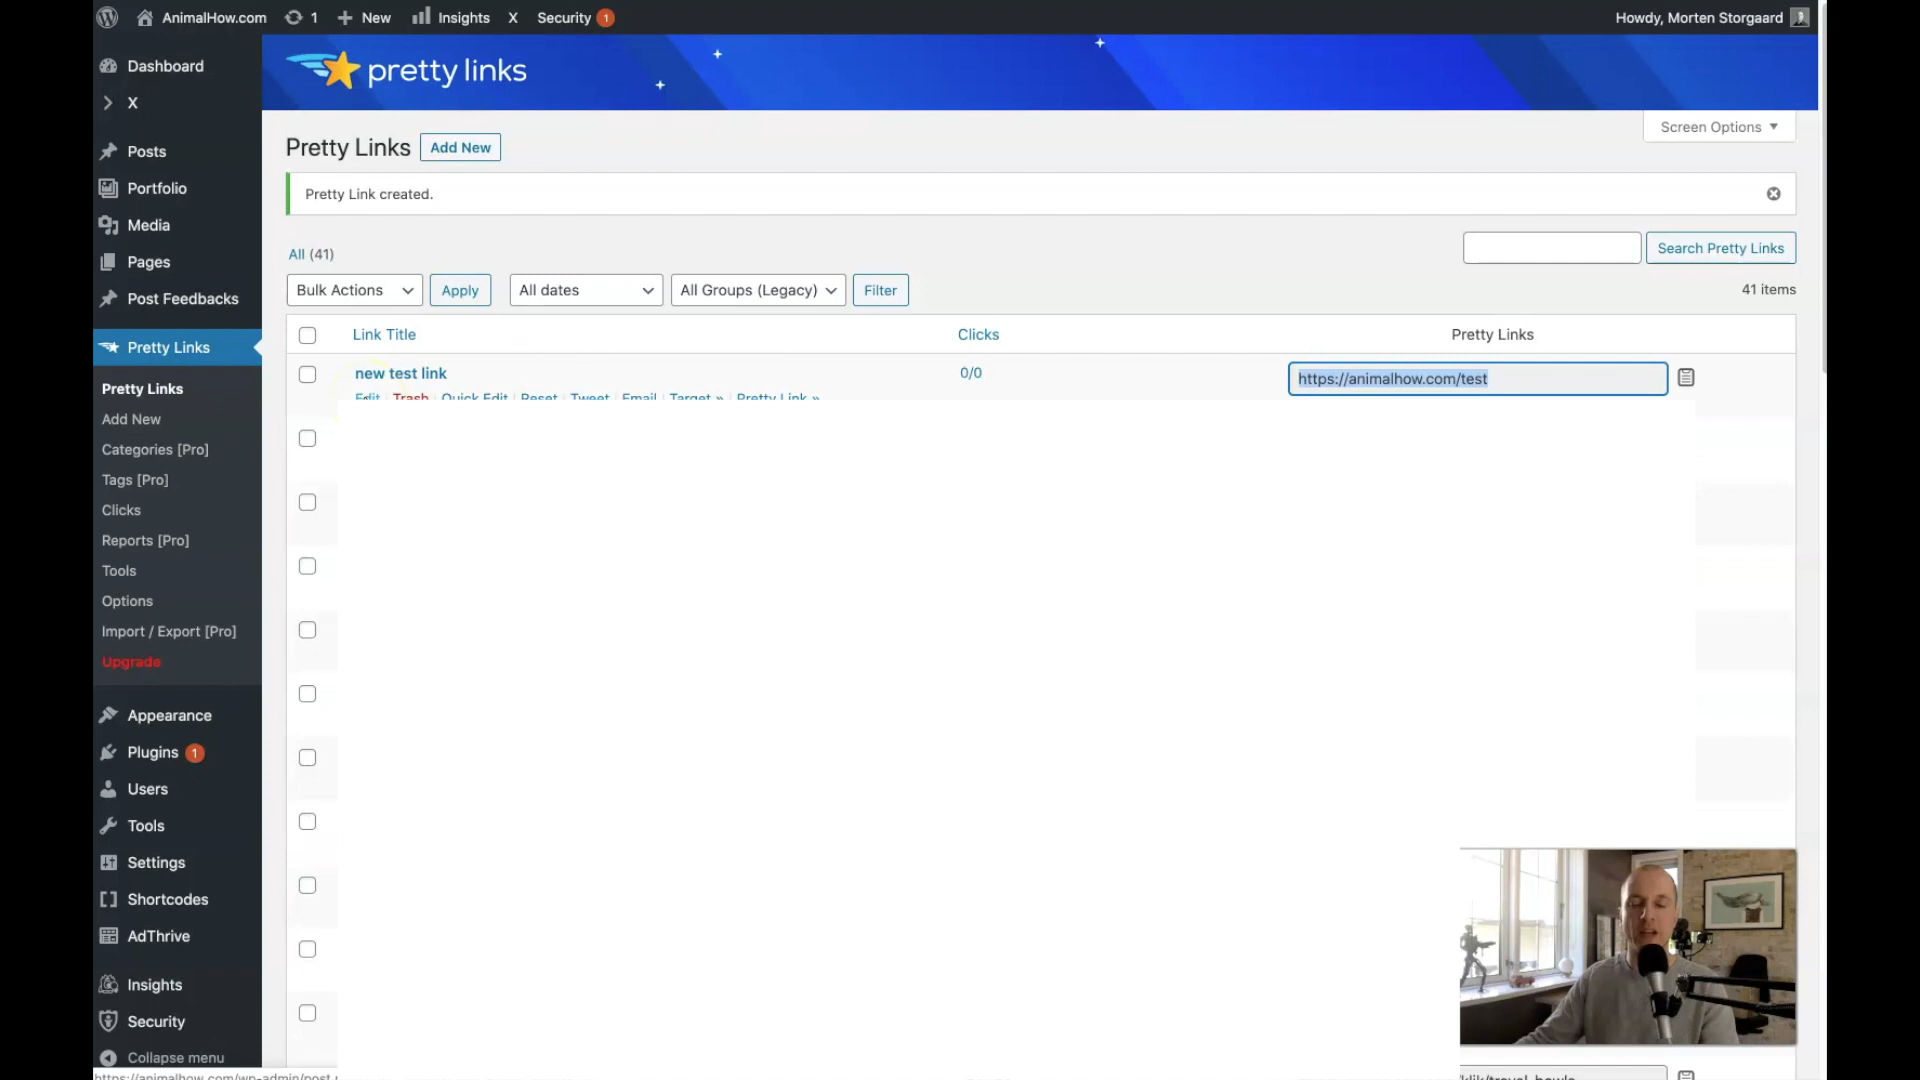 AnimalHow.com 1 New Insights X Security 1
Howdy, Morten Storgaard
Dashboard
X
Posts
Portfolio
Media
Pages
Post Feedbacks
Pretty Links
Pretty Links
Add New
Categories [Pro]
Tags [Pro]
Clicks
Reports [Pro]
Tools
Options
Import / Export [Pro]
Upgrade
Appearance
Plugins 1
Users
Tools
Settings
Shortcodes
AdThrive
Insights
Security
Collapse menu
https://animalhow.com/wp-admin/post.
pretty links
Screen Options
Pretty Links Add New
Pretty Link created.
All (41)
Search Pretty Links
Bulk Actions Apply All dates All Groups (Legacy) Filter 41 items
Link Title Clicks Pretty Links
new test link 0/0 https://animalhow.com/test
Edit | Trash | Quick Edit | Reset | Tweet | Email | Target » | Pretty Link »